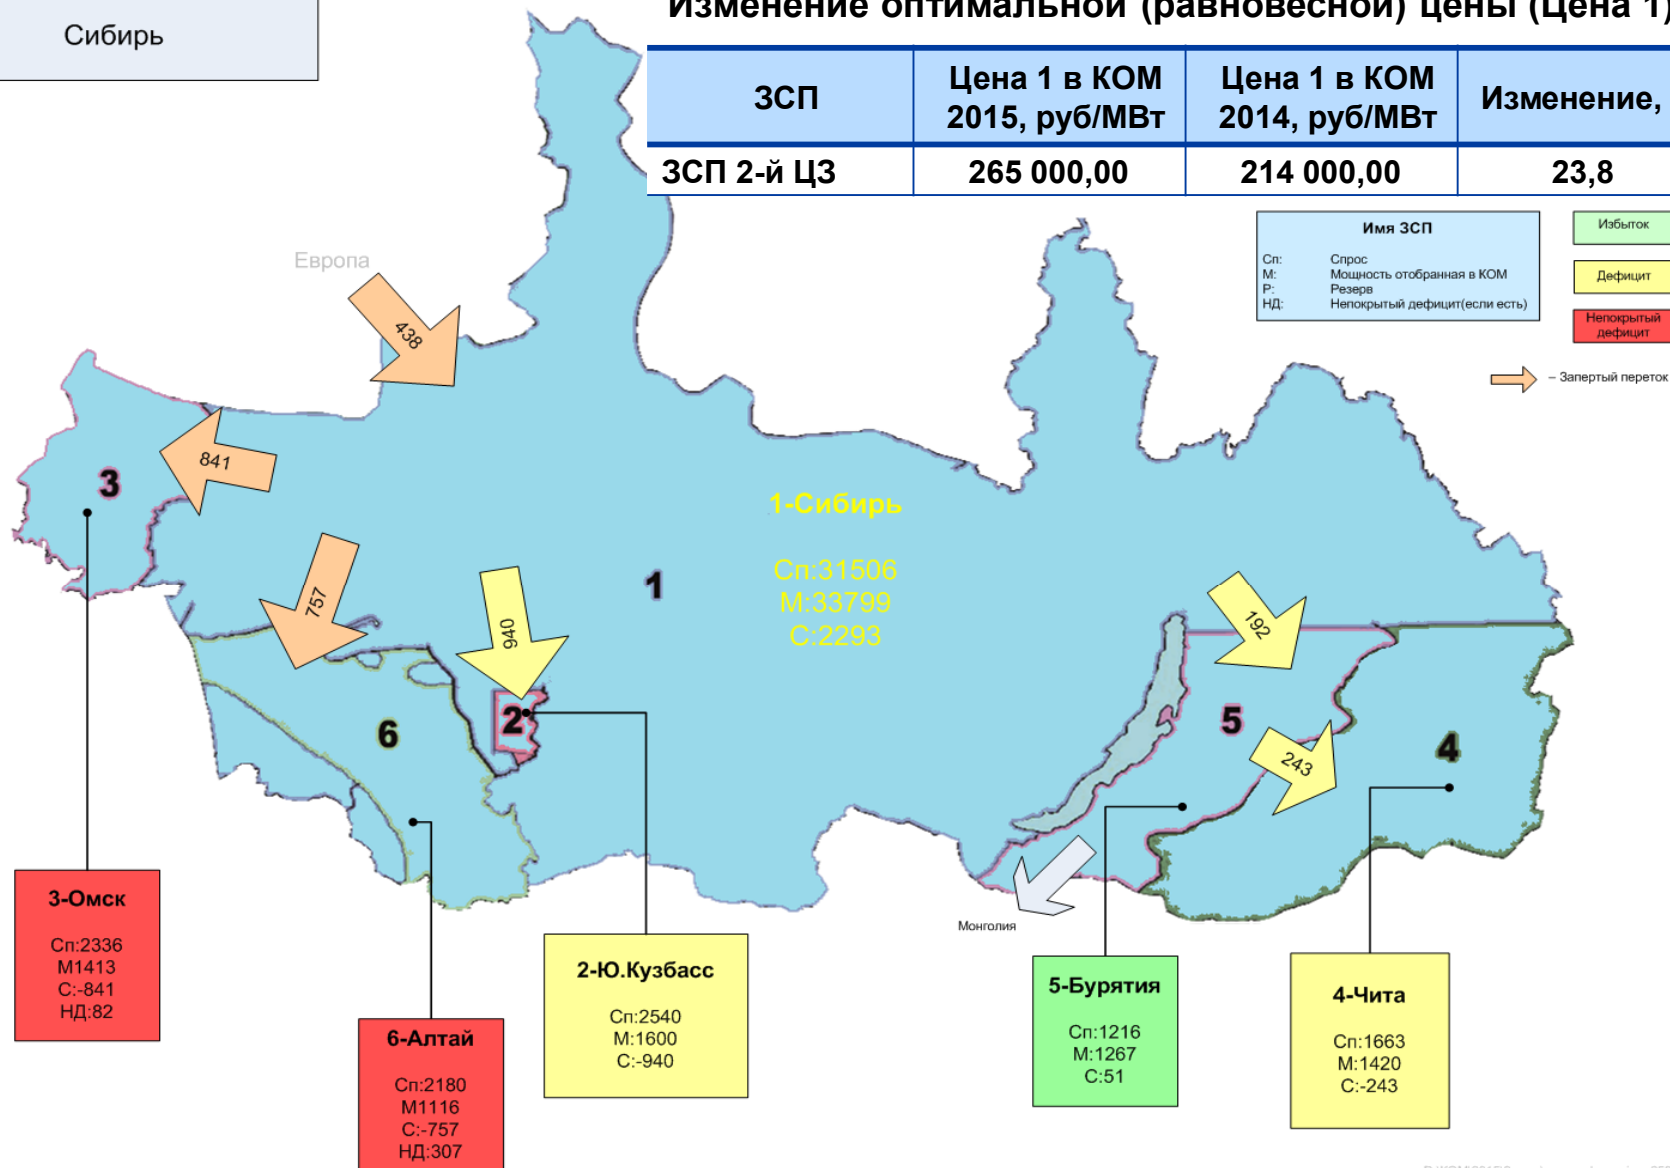 Изменение оптимальной (равновесной) цены (Цена 1)
Сибирь
ЗСП
Цена 1 в КОМ 2015, руб/МВт
Цена 1 в КОМ 2014, руб/МВт
Изменение,
ЗСП 2-й ЦЗ
265 000,00
214 000,00
23,8
Имя ЗСП
Сп: Спрос
М: Мощность отобранная в КОМ
Р: Резерв
НД: Непокрытый дефицит(если есть)
Избыток
Дефицит
Непокрытый
дефицит
– Запертый переток
Европа
438
841
3
757
940
1-Сибирь
Сп:31506
М:33799
С:2293
1
192
243
2
5
4
6
Монголия
3-Омск
Сп:2336
М1413
С:-841
НД:82
6-Алтай
Сп:2180
М1116
С:-757
НД:307
2-Ю.Кузбасс
Сп:2540
М:1600
С:-940
5-Бурятия
Сп:1216
М:1267
С:51
4-Чита
Сп:1663
М:1420
С:-243